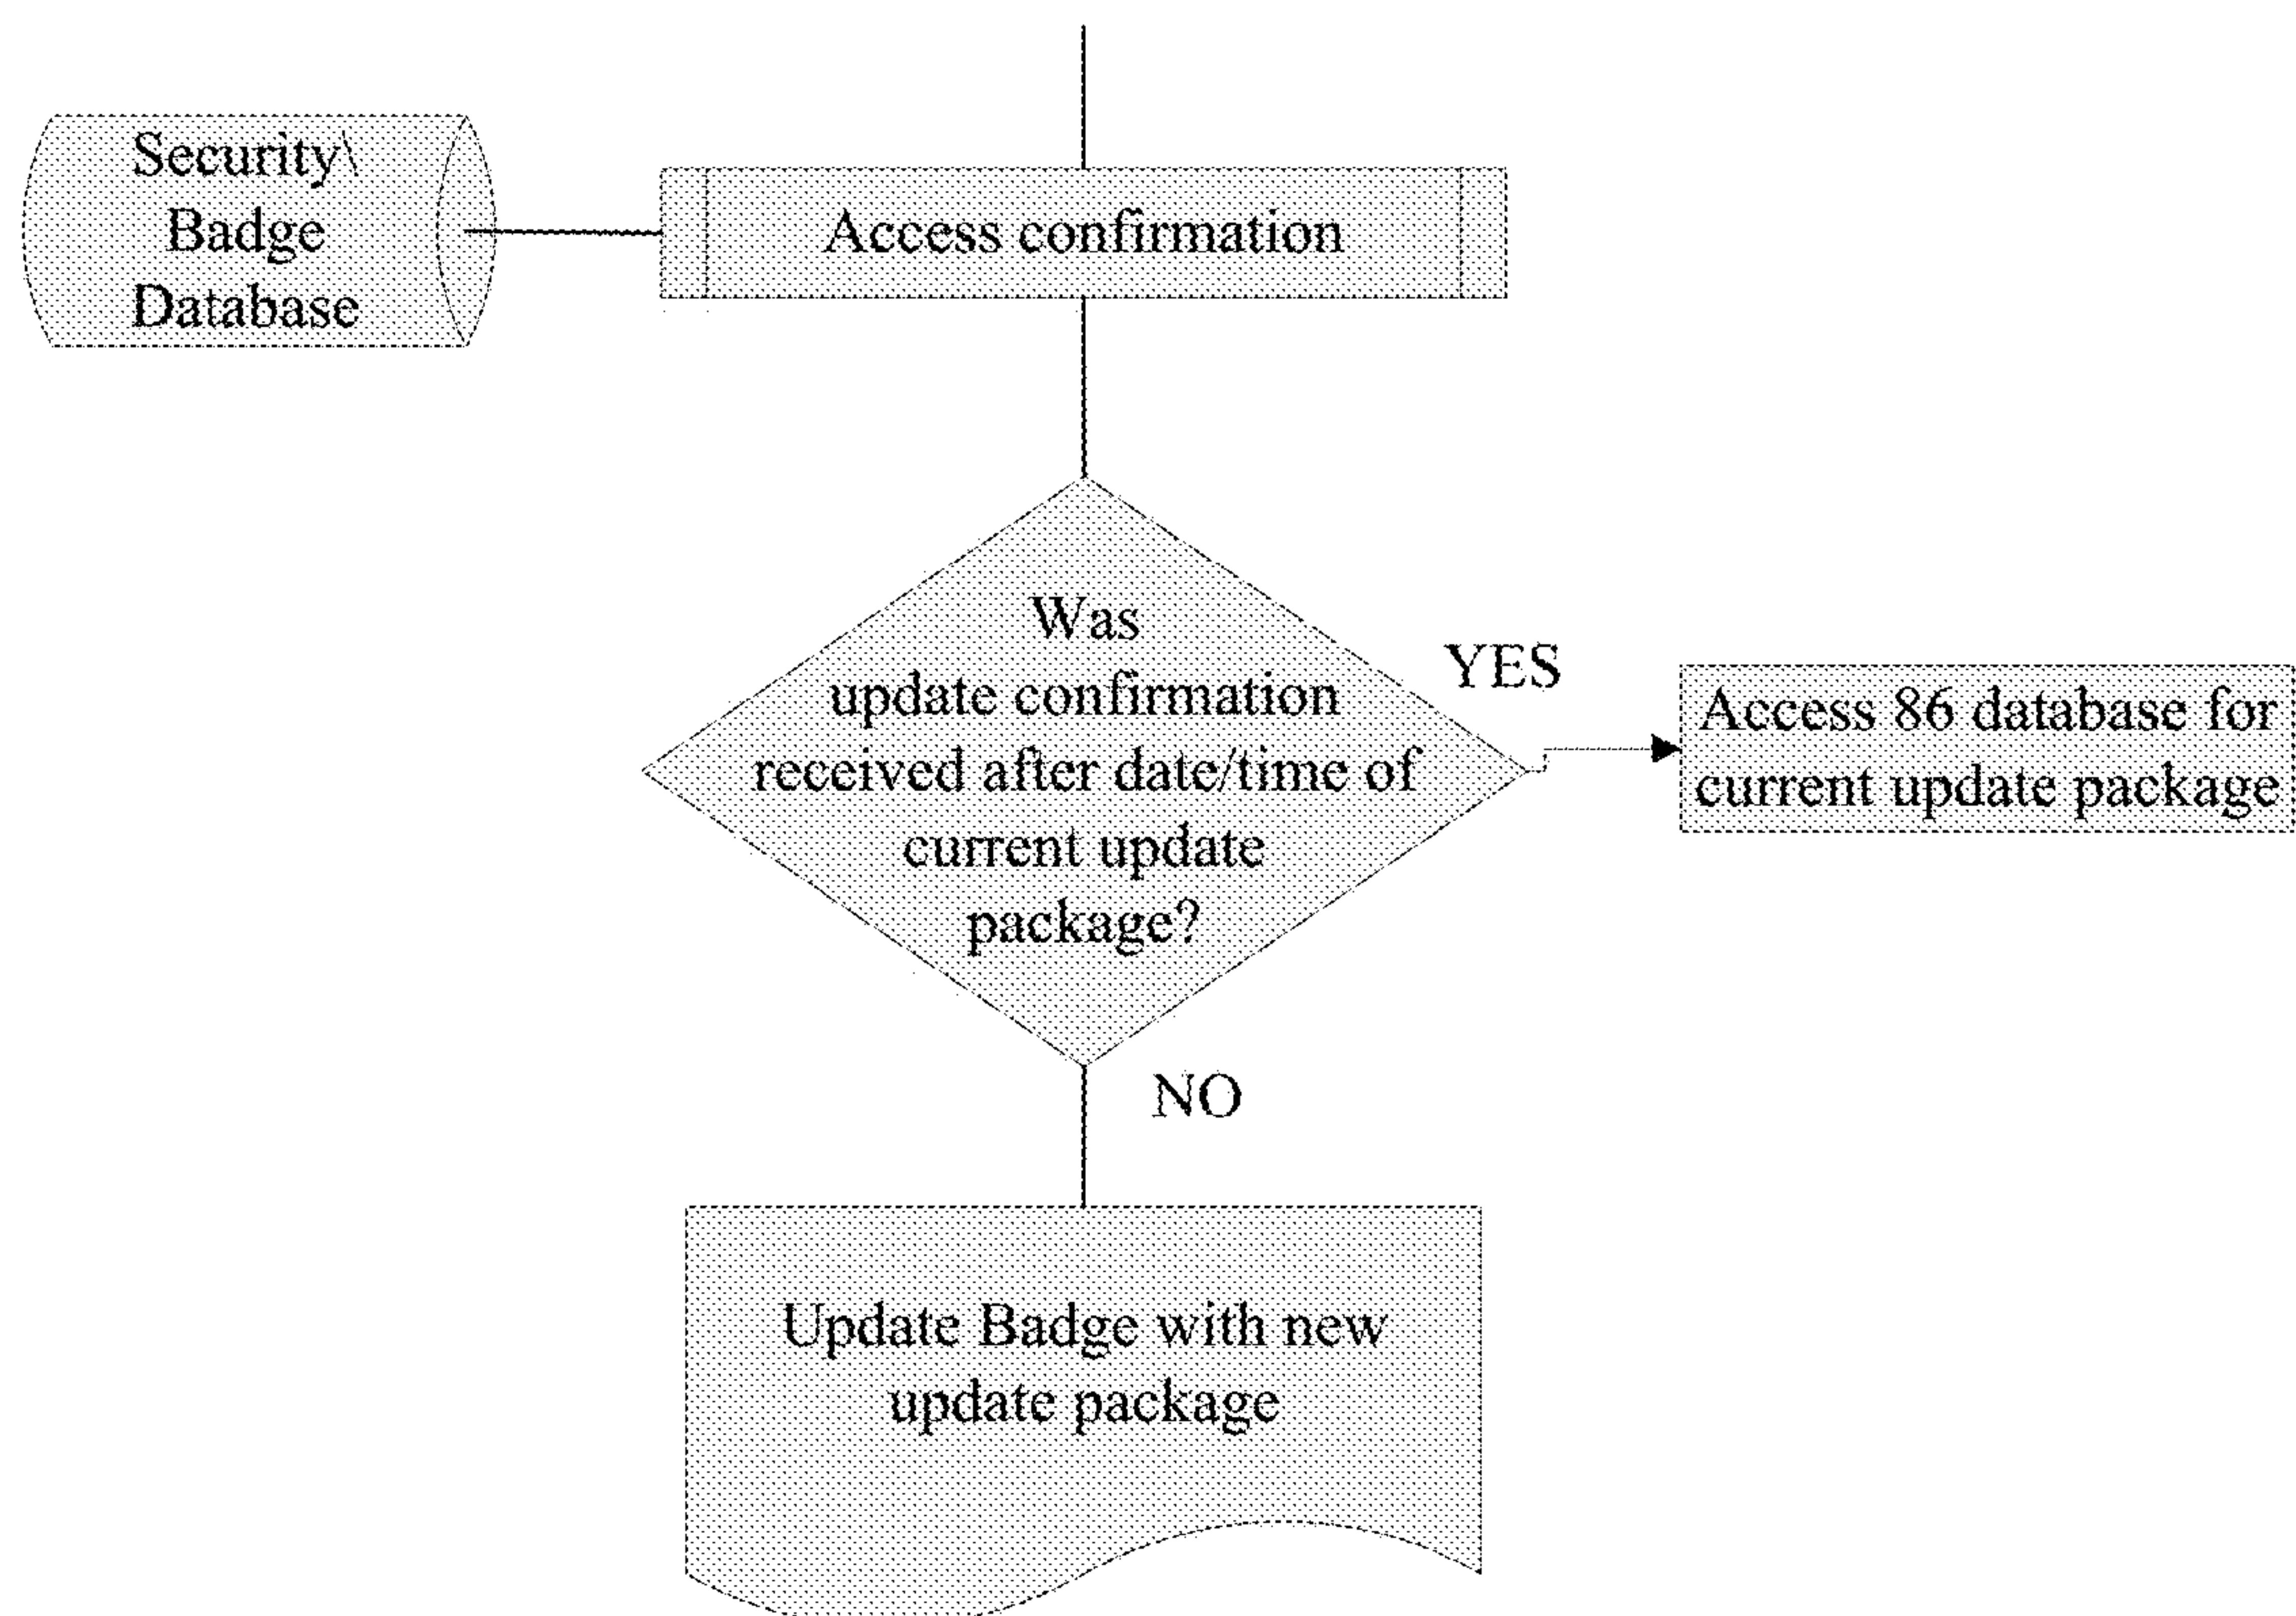 Security\
Badge
Database
Access confirmation
Was
update confirmation
received after date/time of
current update
package?
YES
Access 86 database for
current update package
NO
Update Badge with new
update package